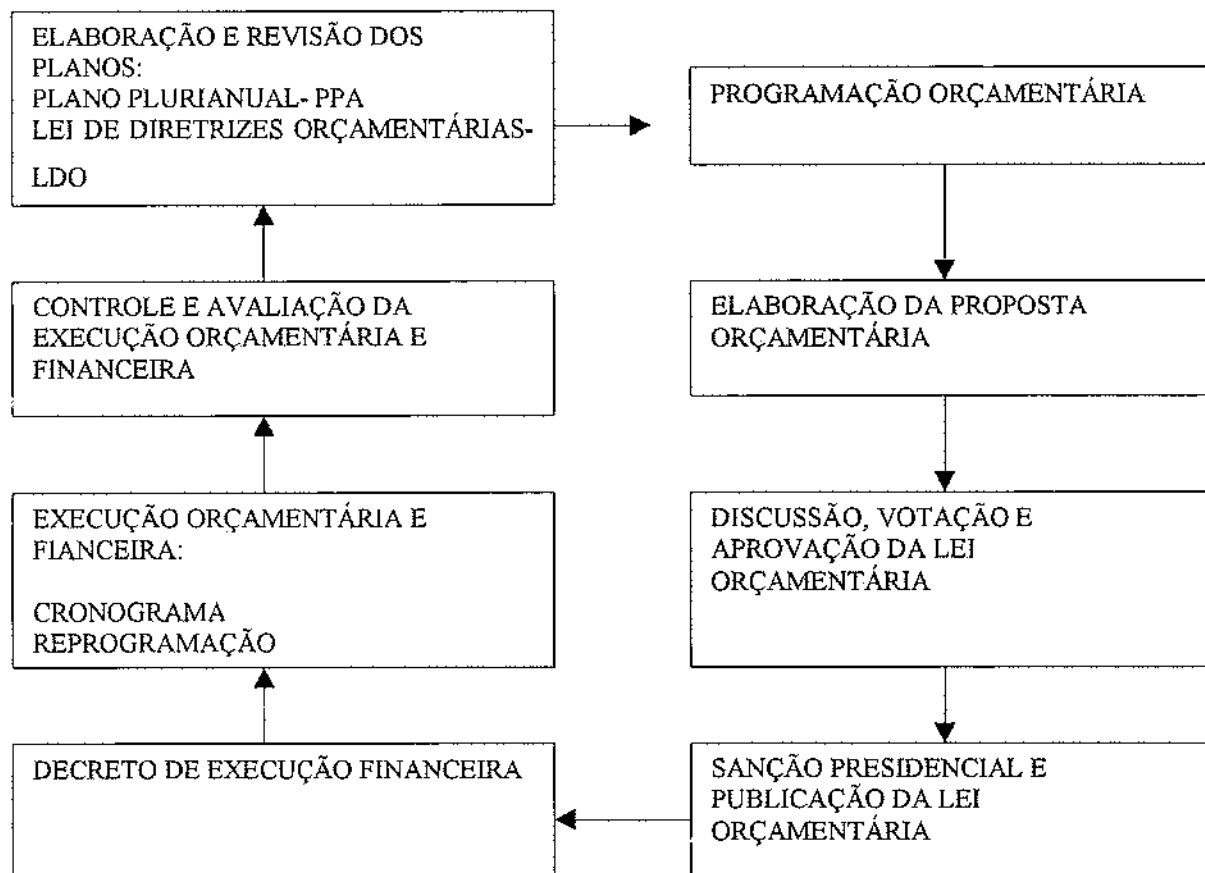 ELABORAÇÃO E REVISÃO DOS
PLANOS:
PLANO PLURIANUAL- PPA
LEI DE DIRETRIZES ORÇAMENTÁRIAS-
LDO
PROGRAMAÇÃO ORÇAMENTÁRIA
CONTROLE E AVALIAÇÃO DA
EXECUÇÃO ORÇAMENTÁRIA E
FINANCEIRA
ELABORAÇÃO DA PROPOSTA
ORÇAMENTÁRIA
EXECUÇÃO ORÇAMENTÁRIA E
FIANCEIRA:
CRONOGRAMA
REPROGRAMAÇÃO
DISCUSSÃO, VOTAÇÃO E
APROVAÇÃO DA LEI
ORÇAMENTÁRIA
DECRETO DE EXECUÇÃO FINANCEIRA
SANÇÃO PRESIDENCIAL E
PUBLICAÇÃO DA LEI
ORÇAMENTÁRIA